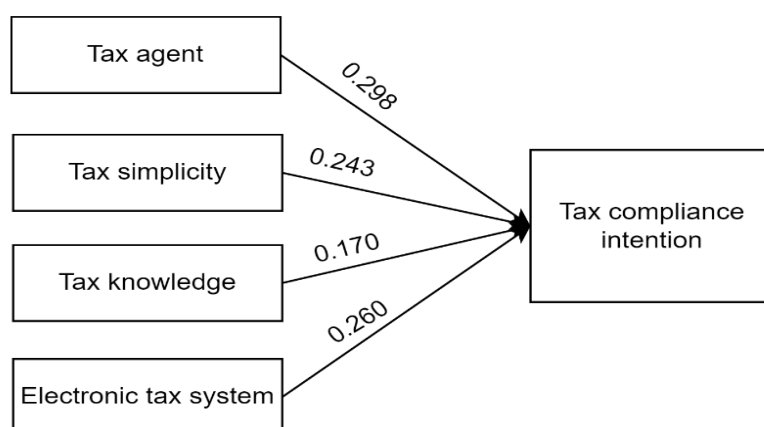 Tax agent
0.298
Tax simplicity
0.243
Tax compliance
intention
Tax knowledge
0.170
Electronic tax system
0.260